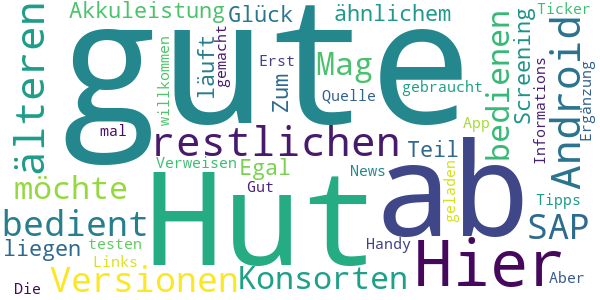 Akkuleistung
Glück
ähnlichem
Ticker
älteren
gute
willkommen
läuft
gemacht
Erst
Zum
Mag
Quelle
gebraucht
bedienen
Screening
Informations
Android
Ergänzung
mal
restlichen
Teil
App
Verweisen
Egal
News
möchte
Hut
Gut
ab
geladen
Tipps
bedient
SAP
liegen
testen
Handy
Hier
Links
Versionen
Konsorten
Aber
Die